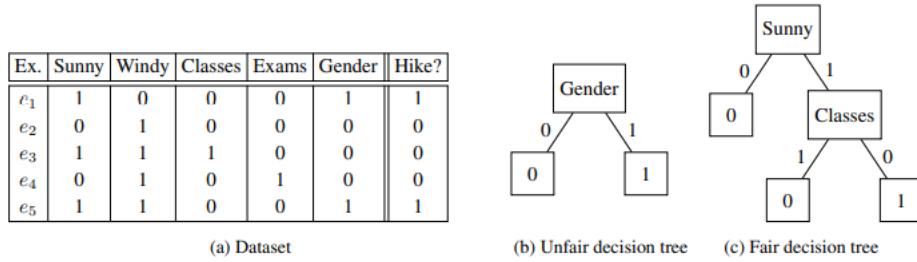 Ex. Sunny Windy Classes Exams Gender Hike?
e1 1 0 0 0 1 1
e2 0 1 0 0 0 0
e3 1 1 1 0 0 0
e4 0 1 0 1 0 0
e5 1 1 0 0 1 1
(a) Dataset
Gender
0 1
0 1
(b) Unfair decision tree
Sunny
0 1
0 Classes
1 0
0 1
(c) Fair decision tree